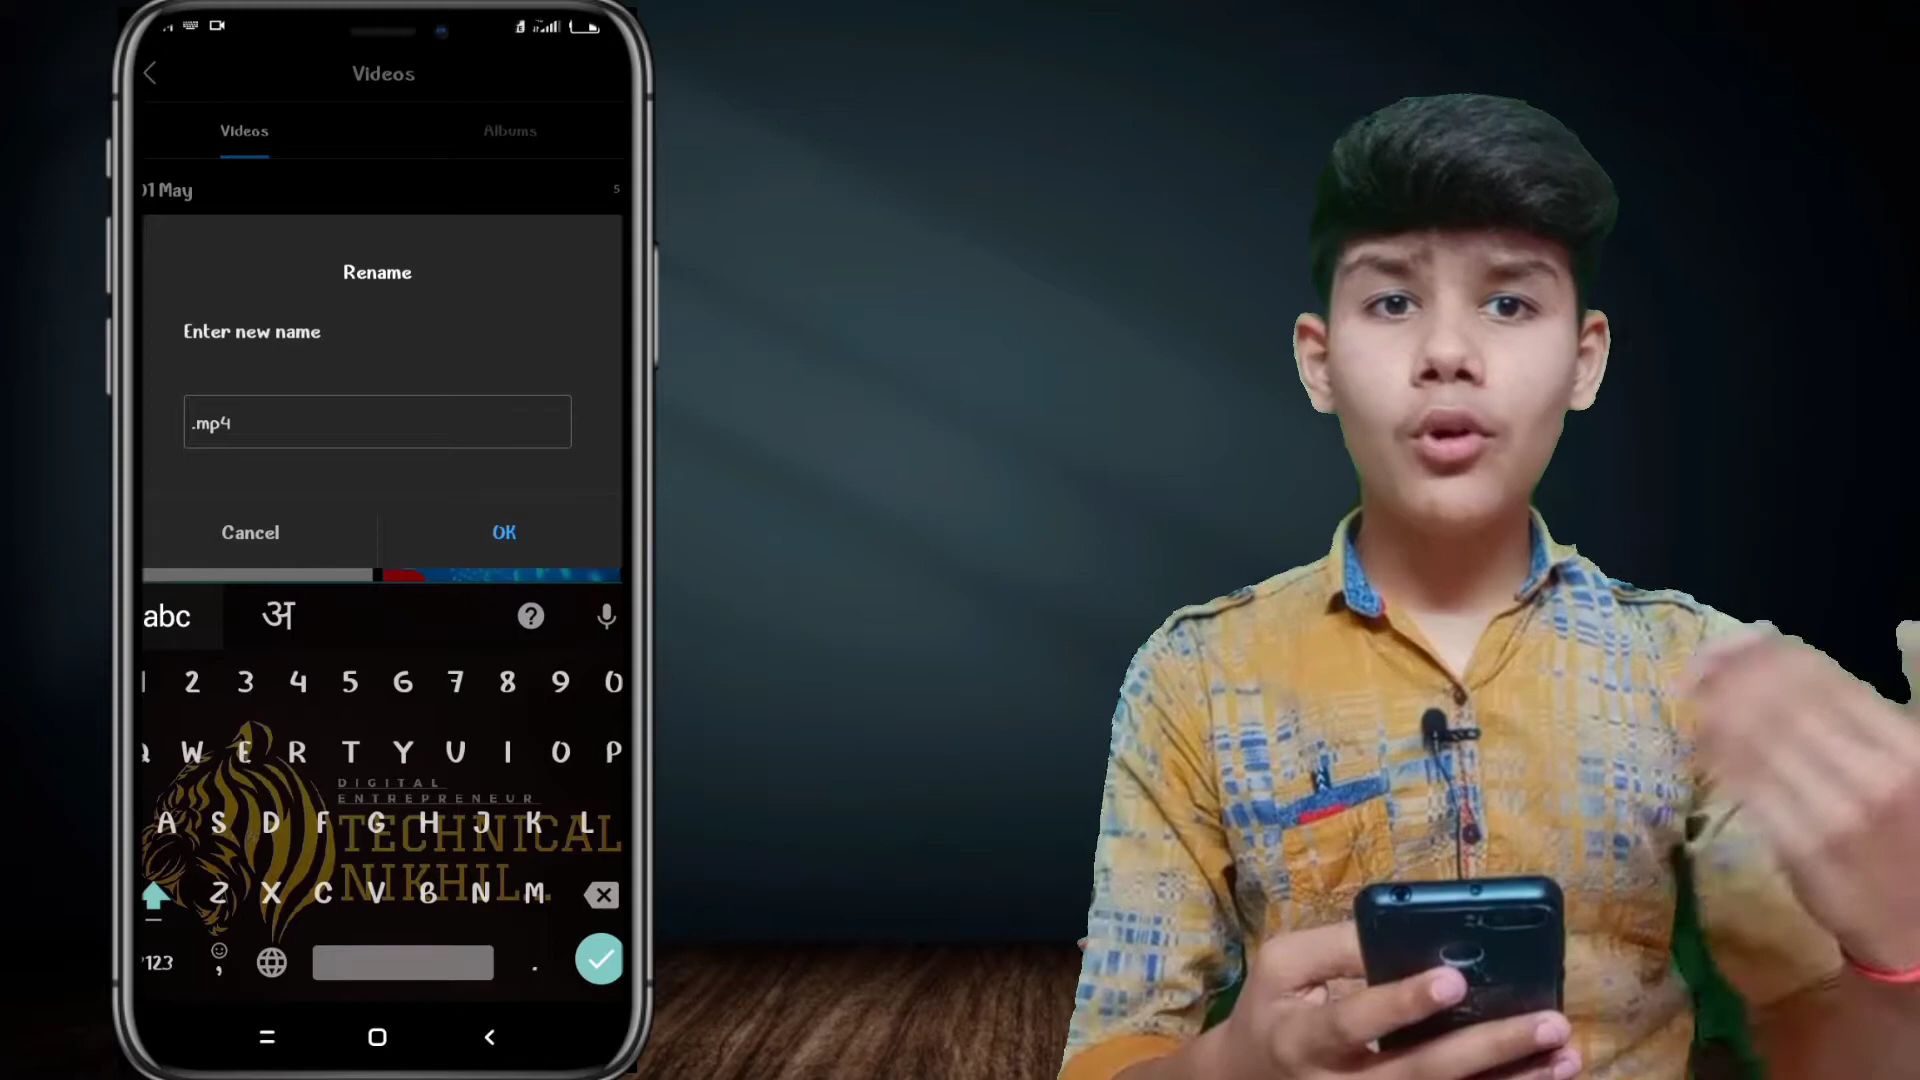 Videos
Videos Albums
01 May 5
Rename
Enter new name
.mp4
Cancel OK
abc अ ?
1 2 3 4 5 6 7 8 9 0
Q W E R T Y U I O P
DIGITAL
ENTREPRENEUR
A S D F G H J K L
TECHNICAL
NIKHIL..
Z X C V B N M
?123 , .